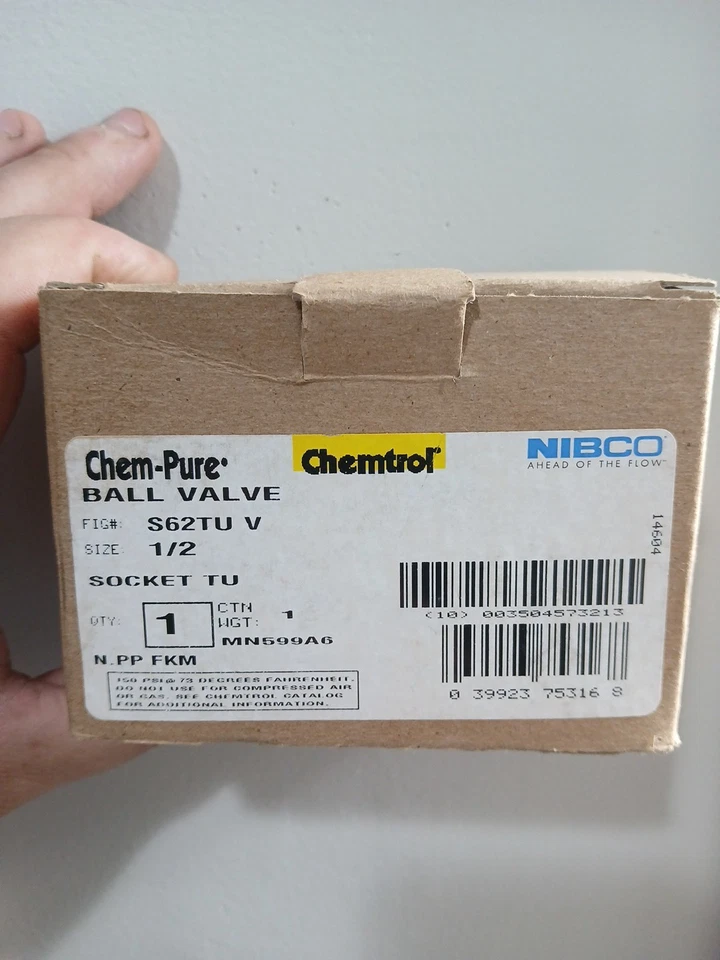 Chem-Pure®
Chemtrol®
NIBCO®
AHEAD OF THE FLOW™
BALL VALVE
FIG#: S62TU V
SIZE: 1/2
SOCKET TU
QTY: 1
CTN WGT: 1
MN599A6
N.PP FKM
150 PSI @ 73 DEGREES FAHRENHEIT.
DO NOT USE FOR COMPRESSED AIR
OR GAS. SEE CHEMTROL CATALOG
FOR ADDITIONAL INFORMATION.
14604
(10) 003504573213
0 39923 75316 8